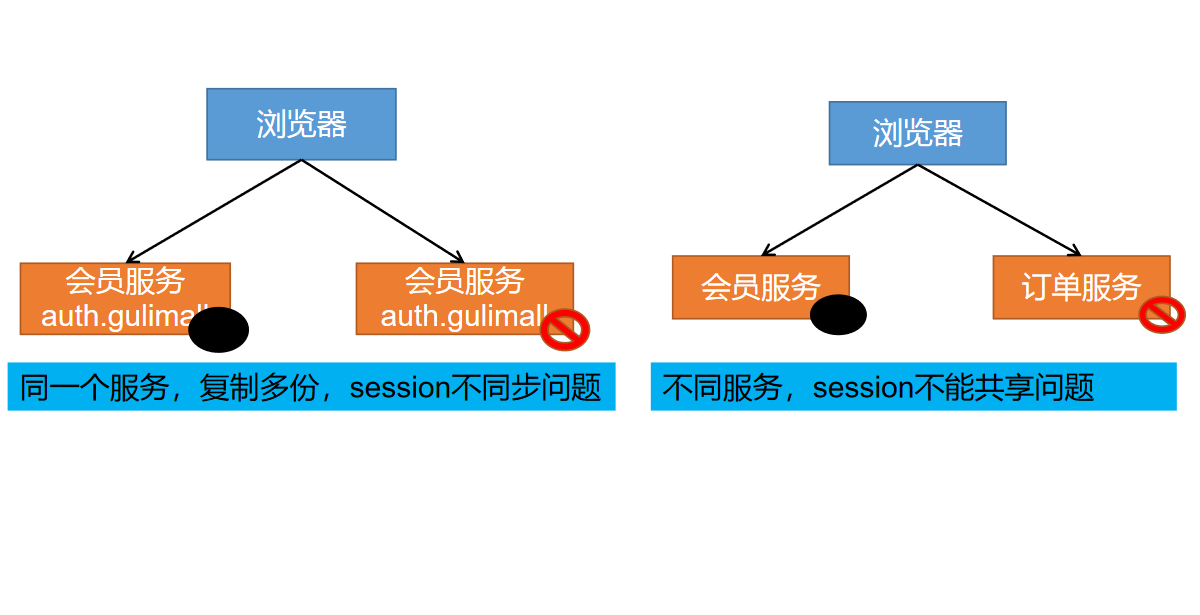 浏览器
会员服务
auth.gulimall
会员服务
auth.gulimall
同一个服务，复制多份，session不同步问题
浏览器
会员服务
订单服务
不同服务，session不能共享问题